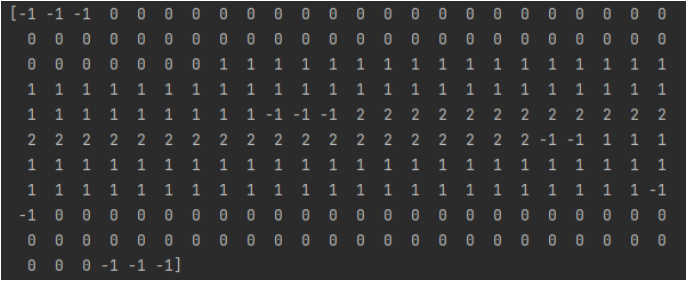 [-1 -1 -1 0 0 0 0 0 0 0 0 0 0 0 0 0 0 0 0 0 0 0 0 0
0 0 0 0 0 0 0 0 0 0 0 0 0 0 0 0 0 0 0 0 0 0 0 0
0 0 0 0 0 0 0 1 1 1 1 1 1 1 1 1 1 1 1 1 1 1 1 1
1 1 1 1 1 1 1 1 1 1 1 1 1 1 1 1 1 1 1 1 1 1 1 1
1 1 1 1 1 1 1 1 1 -1 -1 -1 2 2 2 2 2 2 2 2 2 2 2 2
2 2 2 2 2 2 2 2 2 2 2 2 2 2 2 2 2 2 2 -1 -1 1 1 1
1 1 1 1 1 1 1 1 1 1 1 1 1 1 1 1 1 1 1 1 1 1 1 1
1 1 1 1 1 1 1 1 1 1 1 1 1 1 1 1 1 1 1 1 1 1 1 -1
-1 0 0 0 0 0 0 0 0 0 0 0 0 0 0 0 0 0 0 0 0 0 0 0
0 0 0 0 0 0 0 0 0 0 0 0 0 0 0 0 0 0 0 0 0 0 0 0
0 0 0 -1 -1 -1]